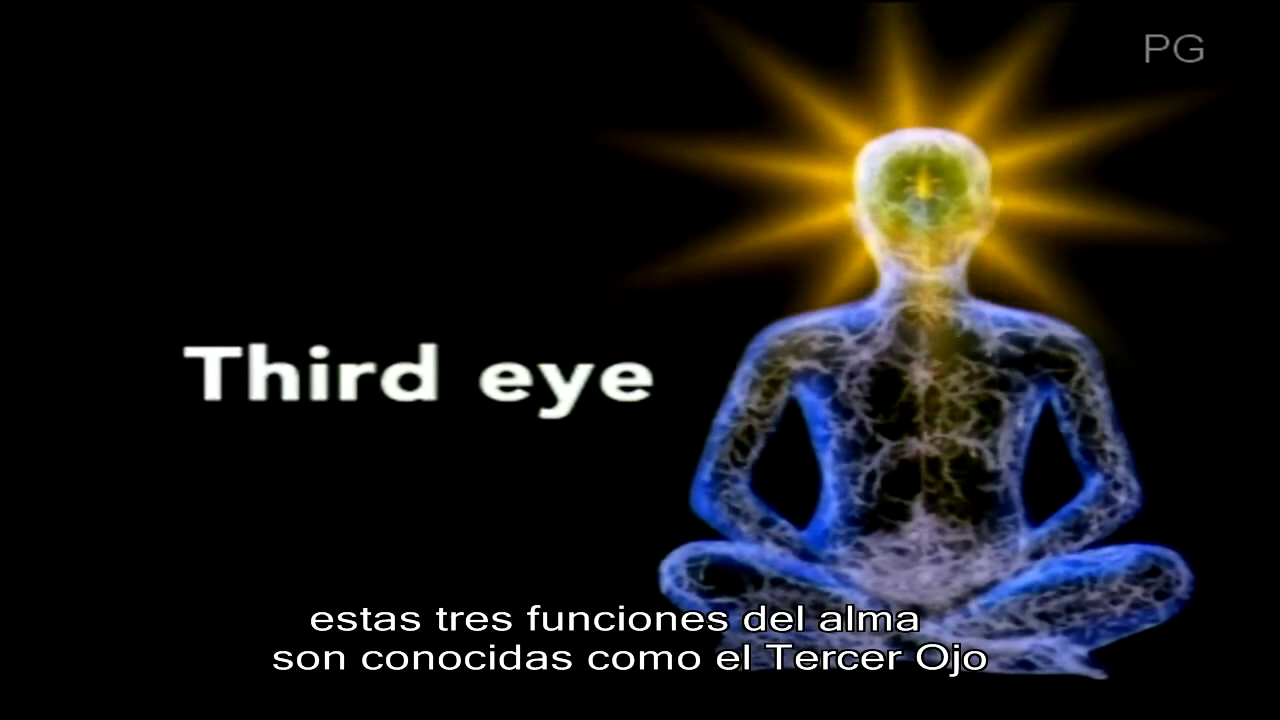 PG
Third eye
estas tres funciones del alma
son conocidas como el Tercer Ojo